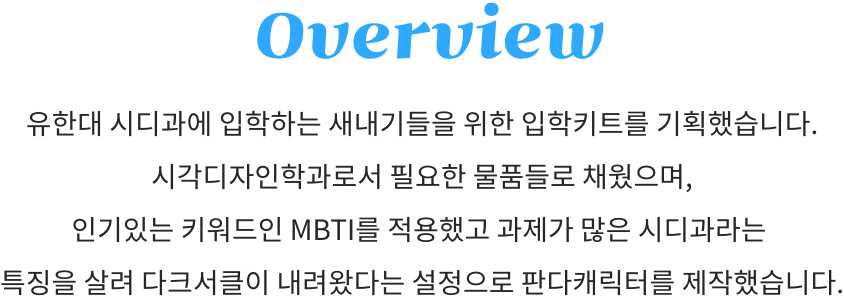 Overview
유한대 시디과에 입학하는 새내기들을 위한 입학키트를 기획했습니다.
시각디자인학과로서 필요한 물품들로 채웠으며,
인기있는 키워드인 MBTI를 적용했고 과제가 많은 시디과라는
특징을 살려 다크서클이 내려왔다는 설정으로 판다캐릭터를 제작했습니다.